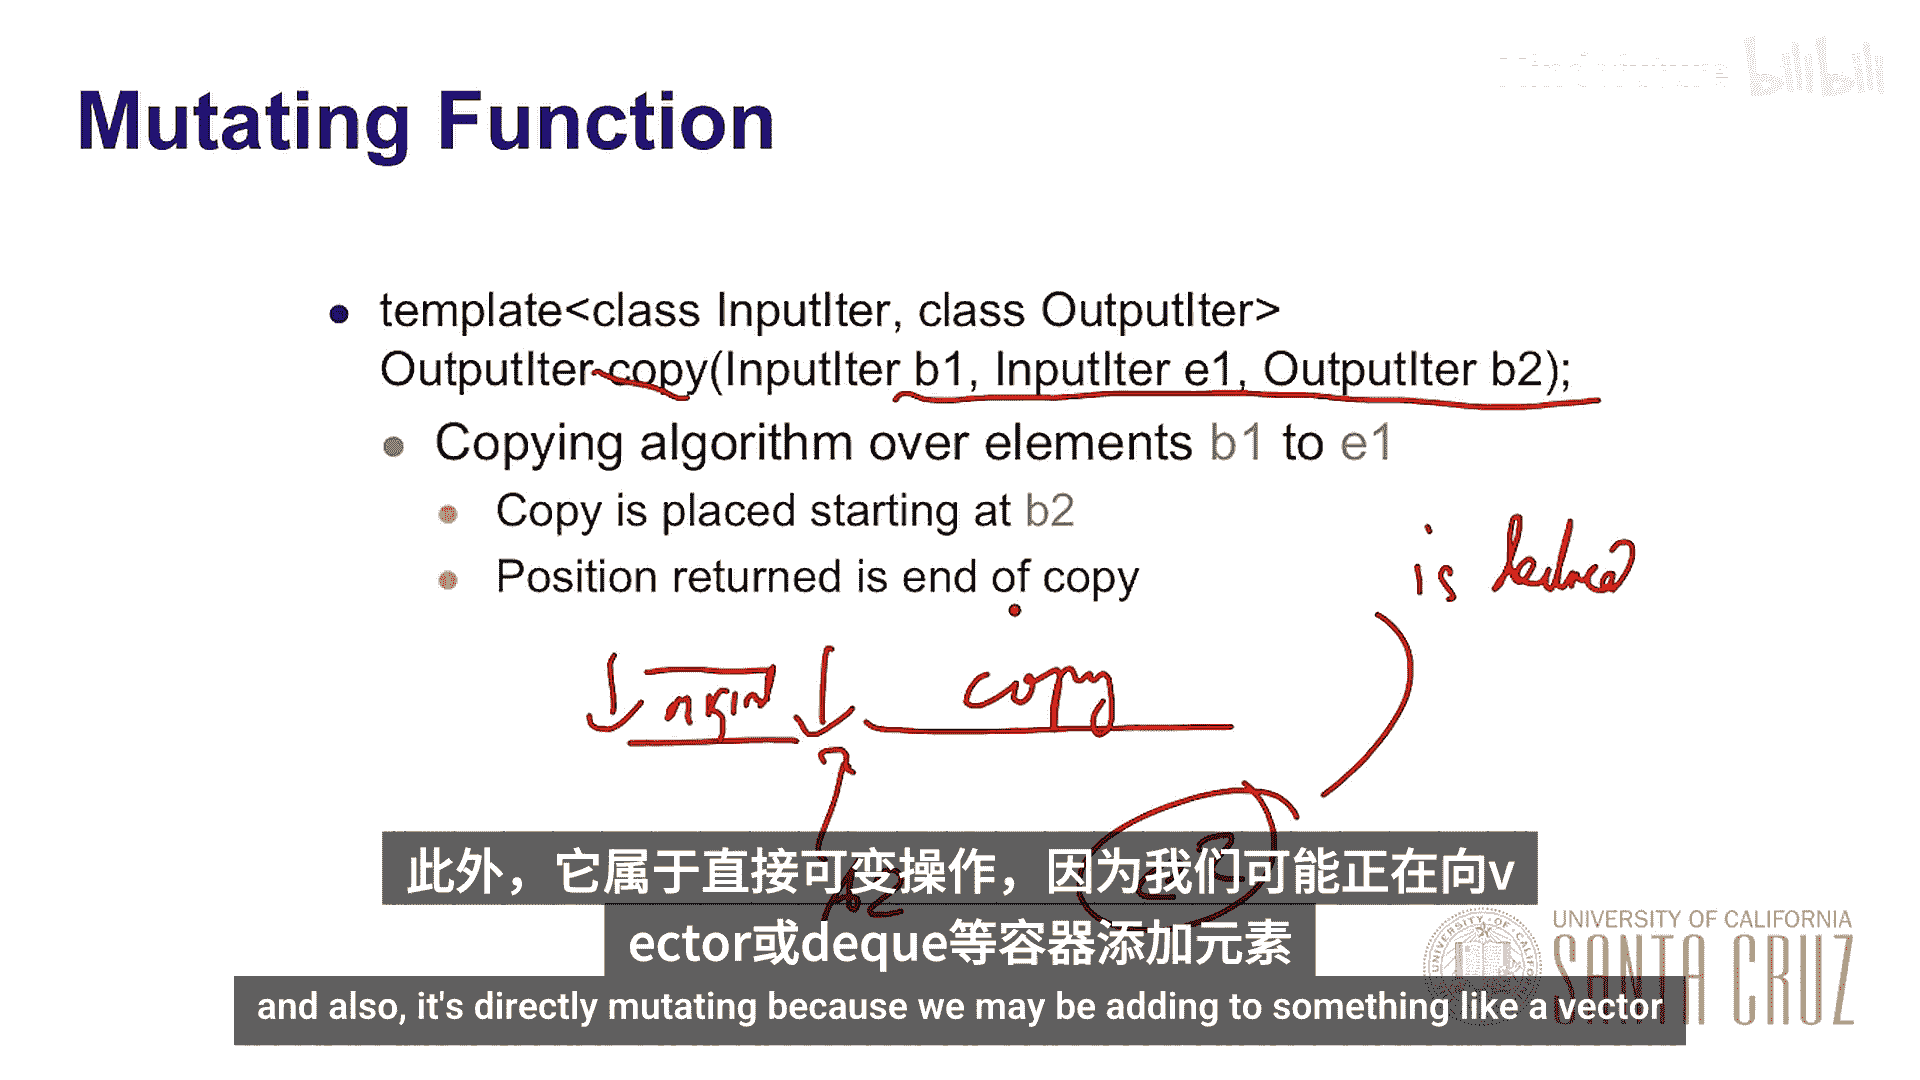 bilibili
Mutating Function
template<class InputIter, class OutputIter>
OutputIter copy(InputIter b1, InputIter e1, OutputIter b2);
Copying algorithm over elements b1 to e1
Copy is placed starting at b2
Position returned is end of copy
is
copy
b2
e2
此外，它属于直接可变操作，因为我们可能正在向v
ector或deque等容器添加元素
and also, it's directly mutating because we may be adding to something like a vector
UNIVERSITY OF CALIFORNIA
SANTA CRUZ